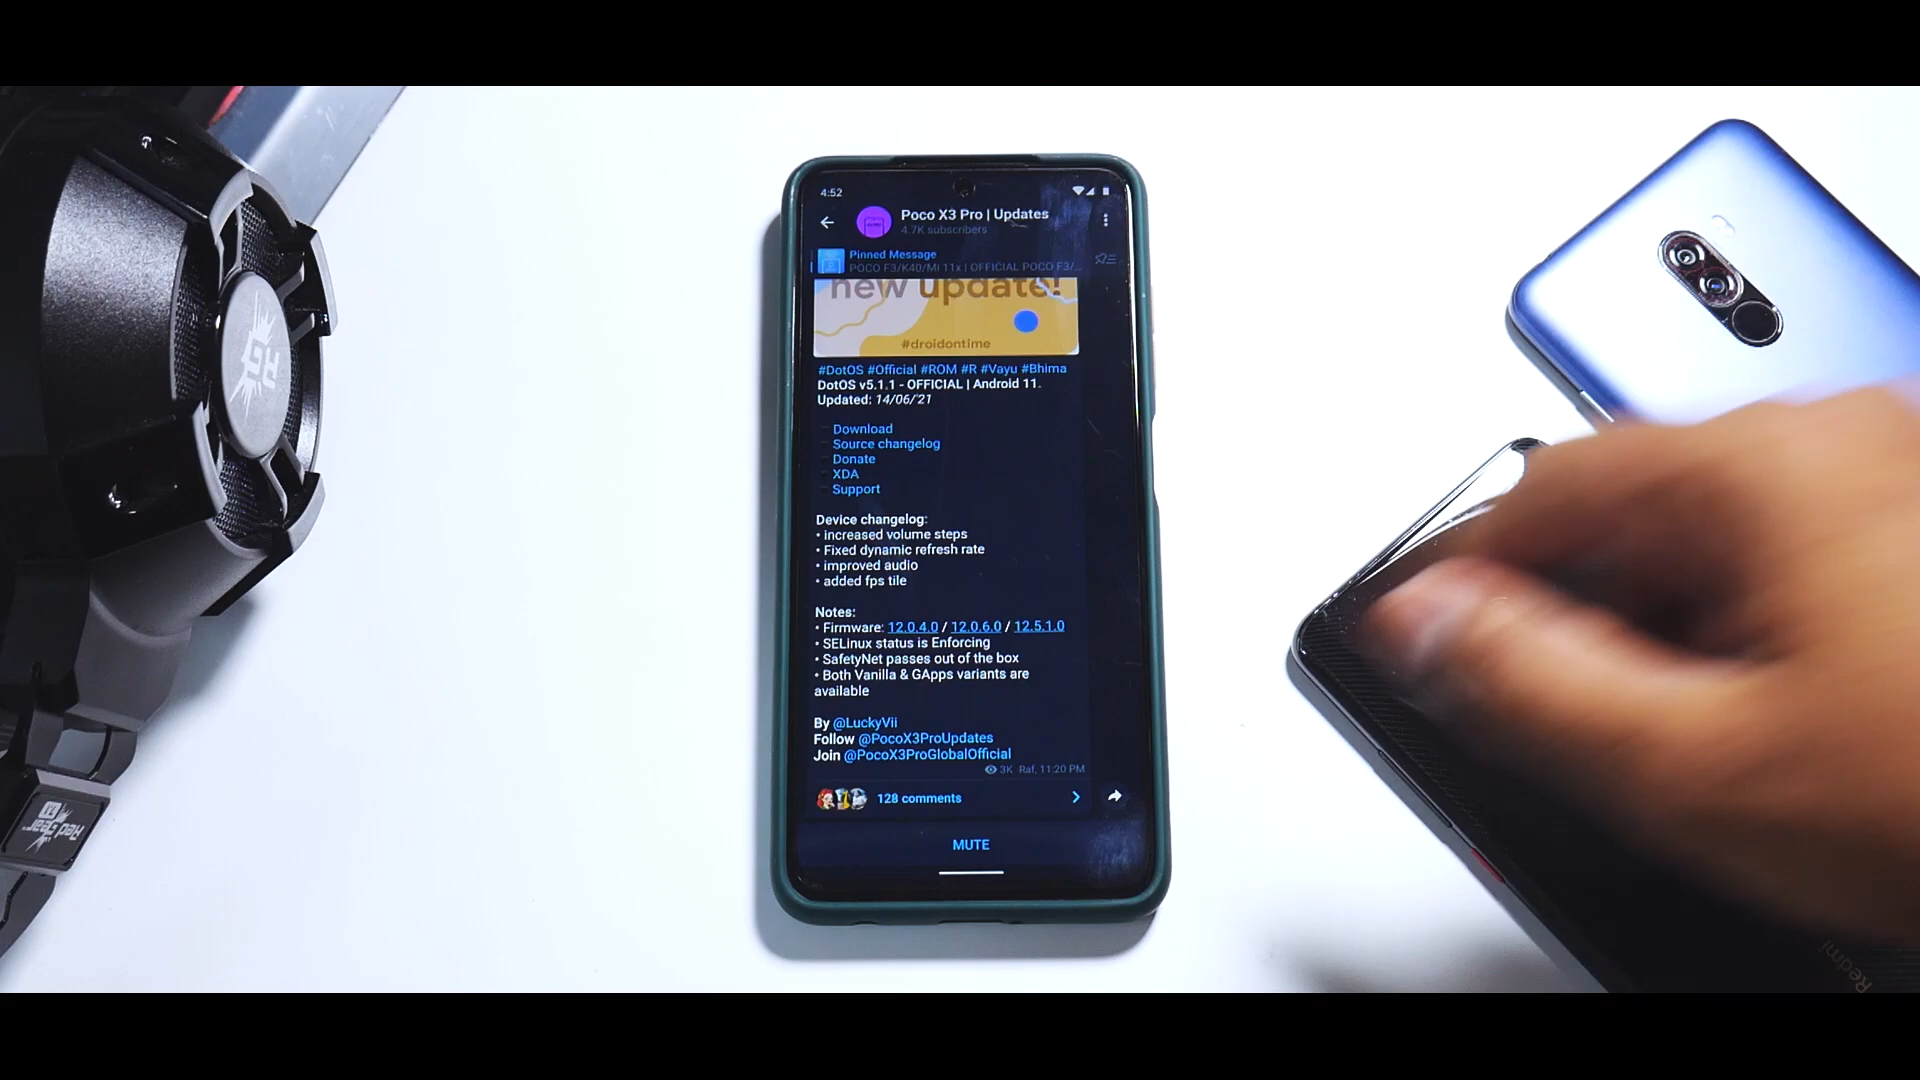 4:52
Poco X3 Pro | Updates
4.7K subscribers
Pinned Message
POCO F3/K40/Mi 11x | OFFICIAL POCO F3/...
new update!
#droidontime
#DotOS #Official #ROM #R #Vayu #Bhima
DotOS v5.1.1 - OFFICIAL | Android 11.
Updated: 14/06/'21
Download
Source changelog
Donate
XDA
Support
Device changelog:
• increased volume steps
• Fixed dynamic refresh rate
• improved audio
• added fps tile
Notes:
• Firmware: 12.0.4.0 / 12.0.6.0 / 12.5.1.0
• SELinux status is Enforcing
• SafetyNet passes out of the box
• Both Vanilla & GApps variants are
available
By @LuckyVii
Follow @PocoX3ProUpdates
Join @PocoX3ProGlobalOfficial
3K Raf, 11:20 PM
128 comments
MUTE
Redmi
RG
Redgear